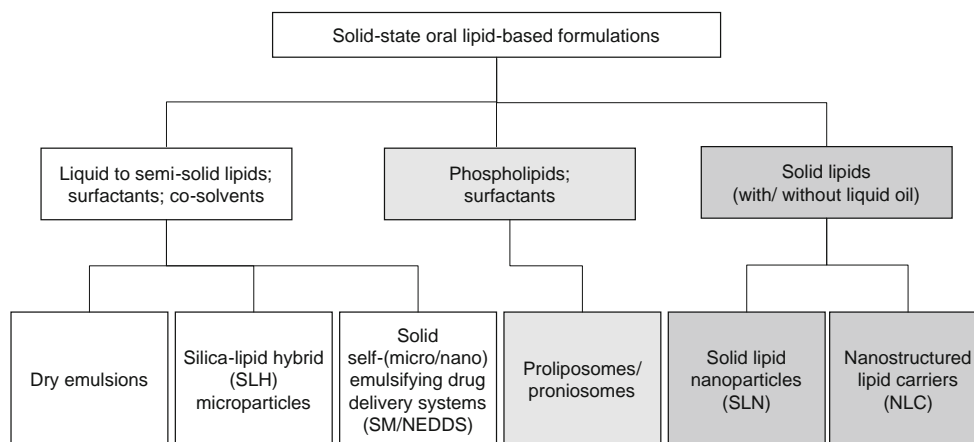 Solid-state oral lipid-based formulations
Liquid to semi-solid lipids;
surfactants; co-solvents
Phospholipids;
surfactants
Solid lipids
(with/ without liquid oil)
Dry emulsions
Silica-lipid hybrid
(SLH)
microparticles
Solid
self-(micro/nano)
emulsifying drug
delivery systems
(SM/NEDDS)
Proliposomes/
proniosomes
Solid lipid
nanoparticles
(SLN)
Nanostructured
lipid carriers
(NLC)